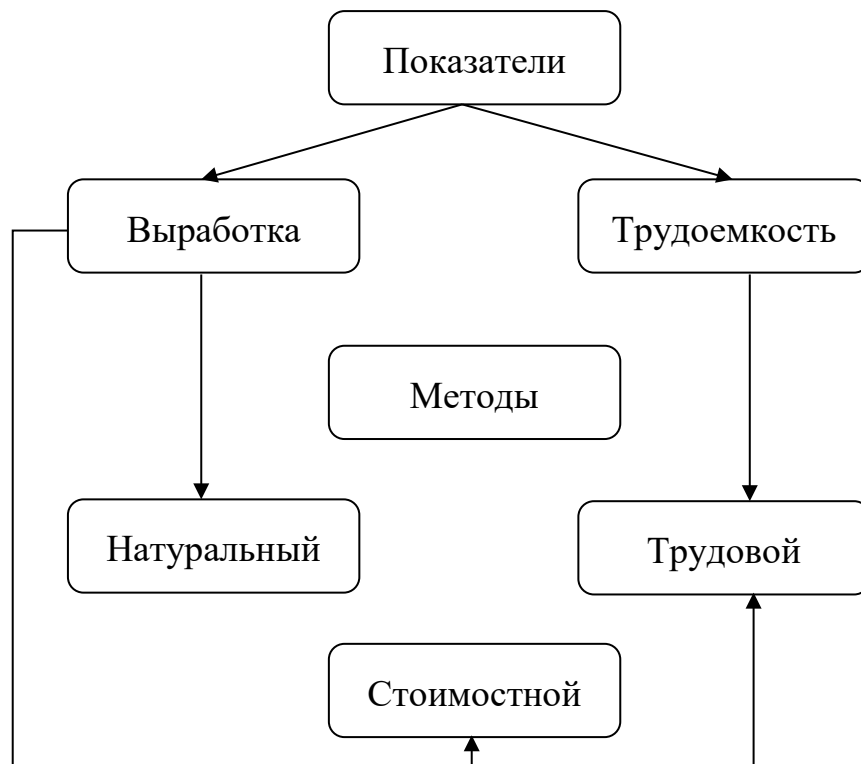 Показатели
Выработка
Трудоемкость
Методы
Натуральный
Трудовой
Стоимостной